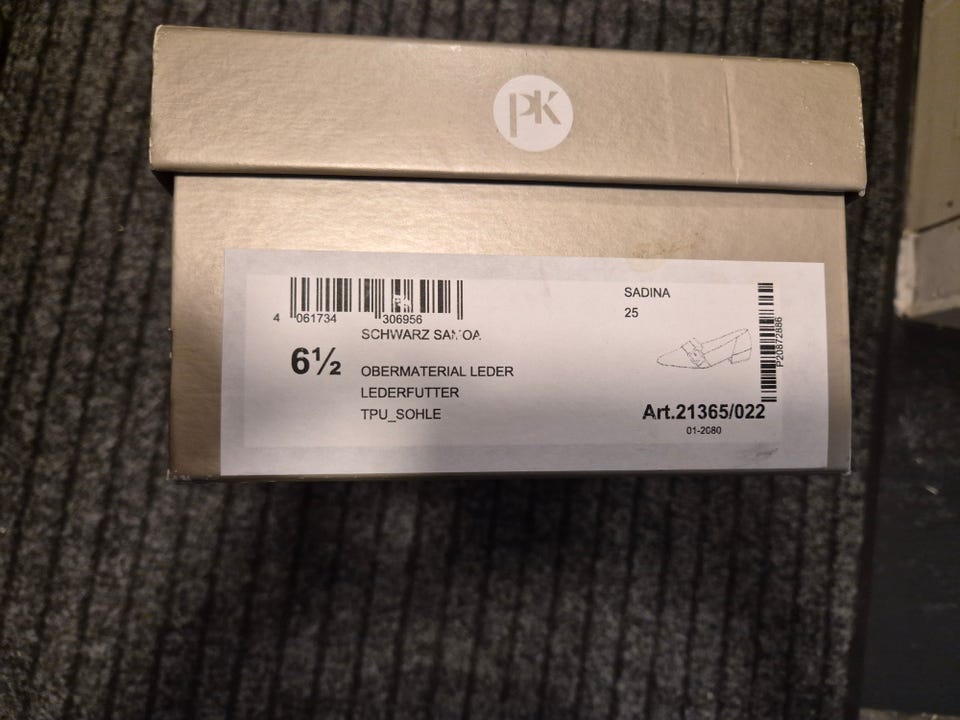 PK
4 061734 306956
SCHWARZ SAMOA
6½
OBERMATERIAL LEDER
LEDERFUTTER
TPU_SOHLE
SADINA
25
P20872886
Art.21365/022
01-2080